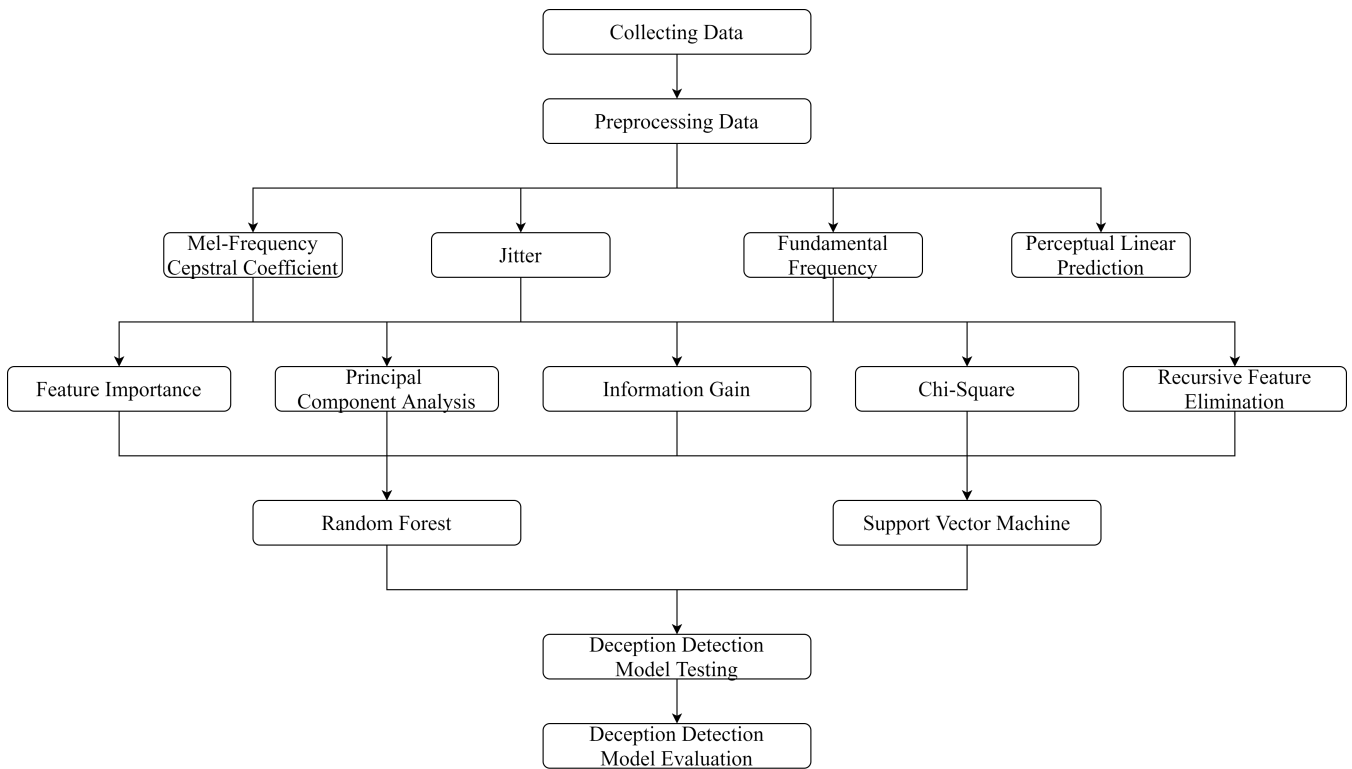 Collecting Data
Preprocessing Data
Mel-Frequency
Cepstral Coefficient
Jitter
Fundamental
Frequency
Perceptual Linear
Prediction
Feature Importance
Principal
Component Analysis
Information Gain
Chi-Square
Recursive Feature
Elimination
Random Forest
Support Vector Machine
Deception Detection
Model Testing
Deception Detection
Model Evaluation